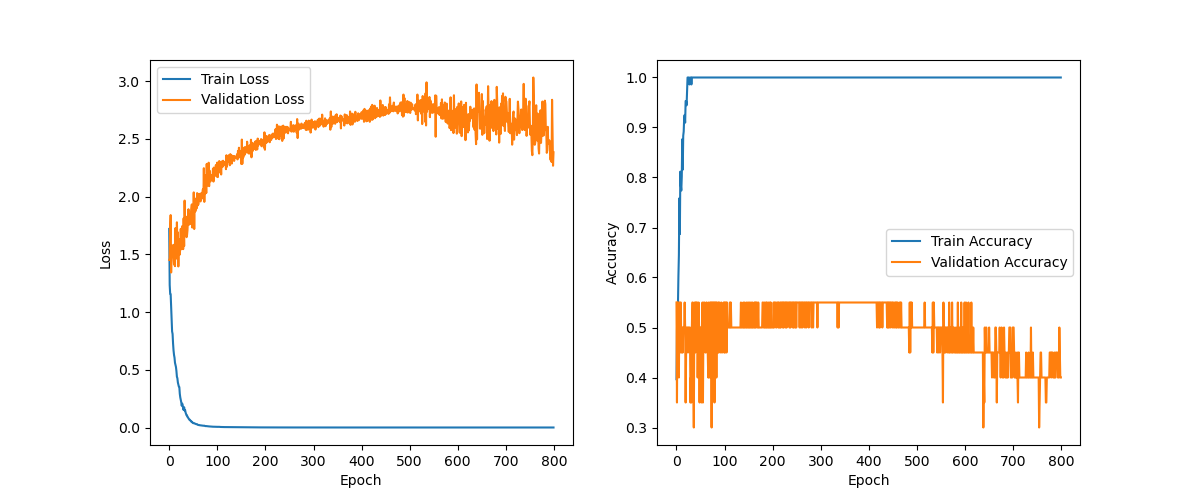 Train Loss
Validation Loss
3.0
2.5
2.0
1.5
1.0
0.5
0.0
Loss
0 100 200 300 400 500 600 700 800
Epoch
Train Accuracy
Validation Accuracy
1.0
0.9
0.8
0.7
0.6
0.5
0.4
0.3
Accuracy
0 100 200 300 400 500 600 700 800
Epoch